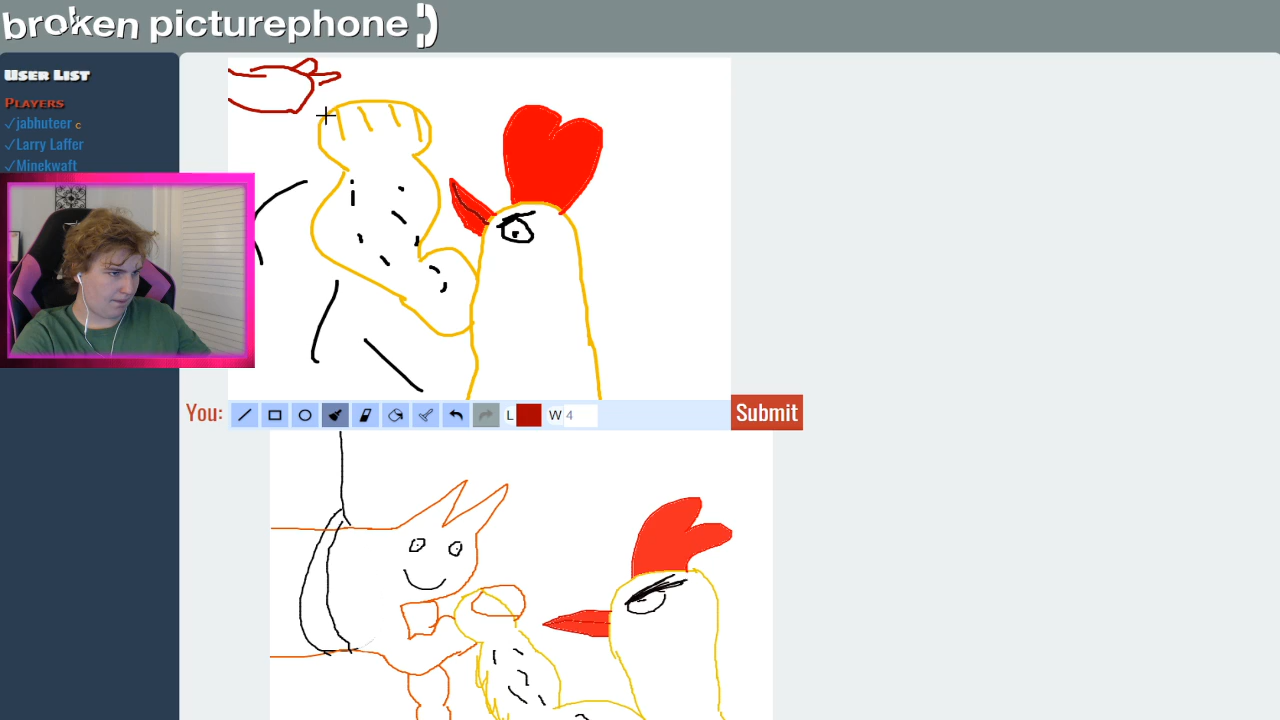 broken picturephone
User List
Players
✓jabhuteer c
✓Larry Laffer
✓Minekwaft
You:
L
W 4
Submit